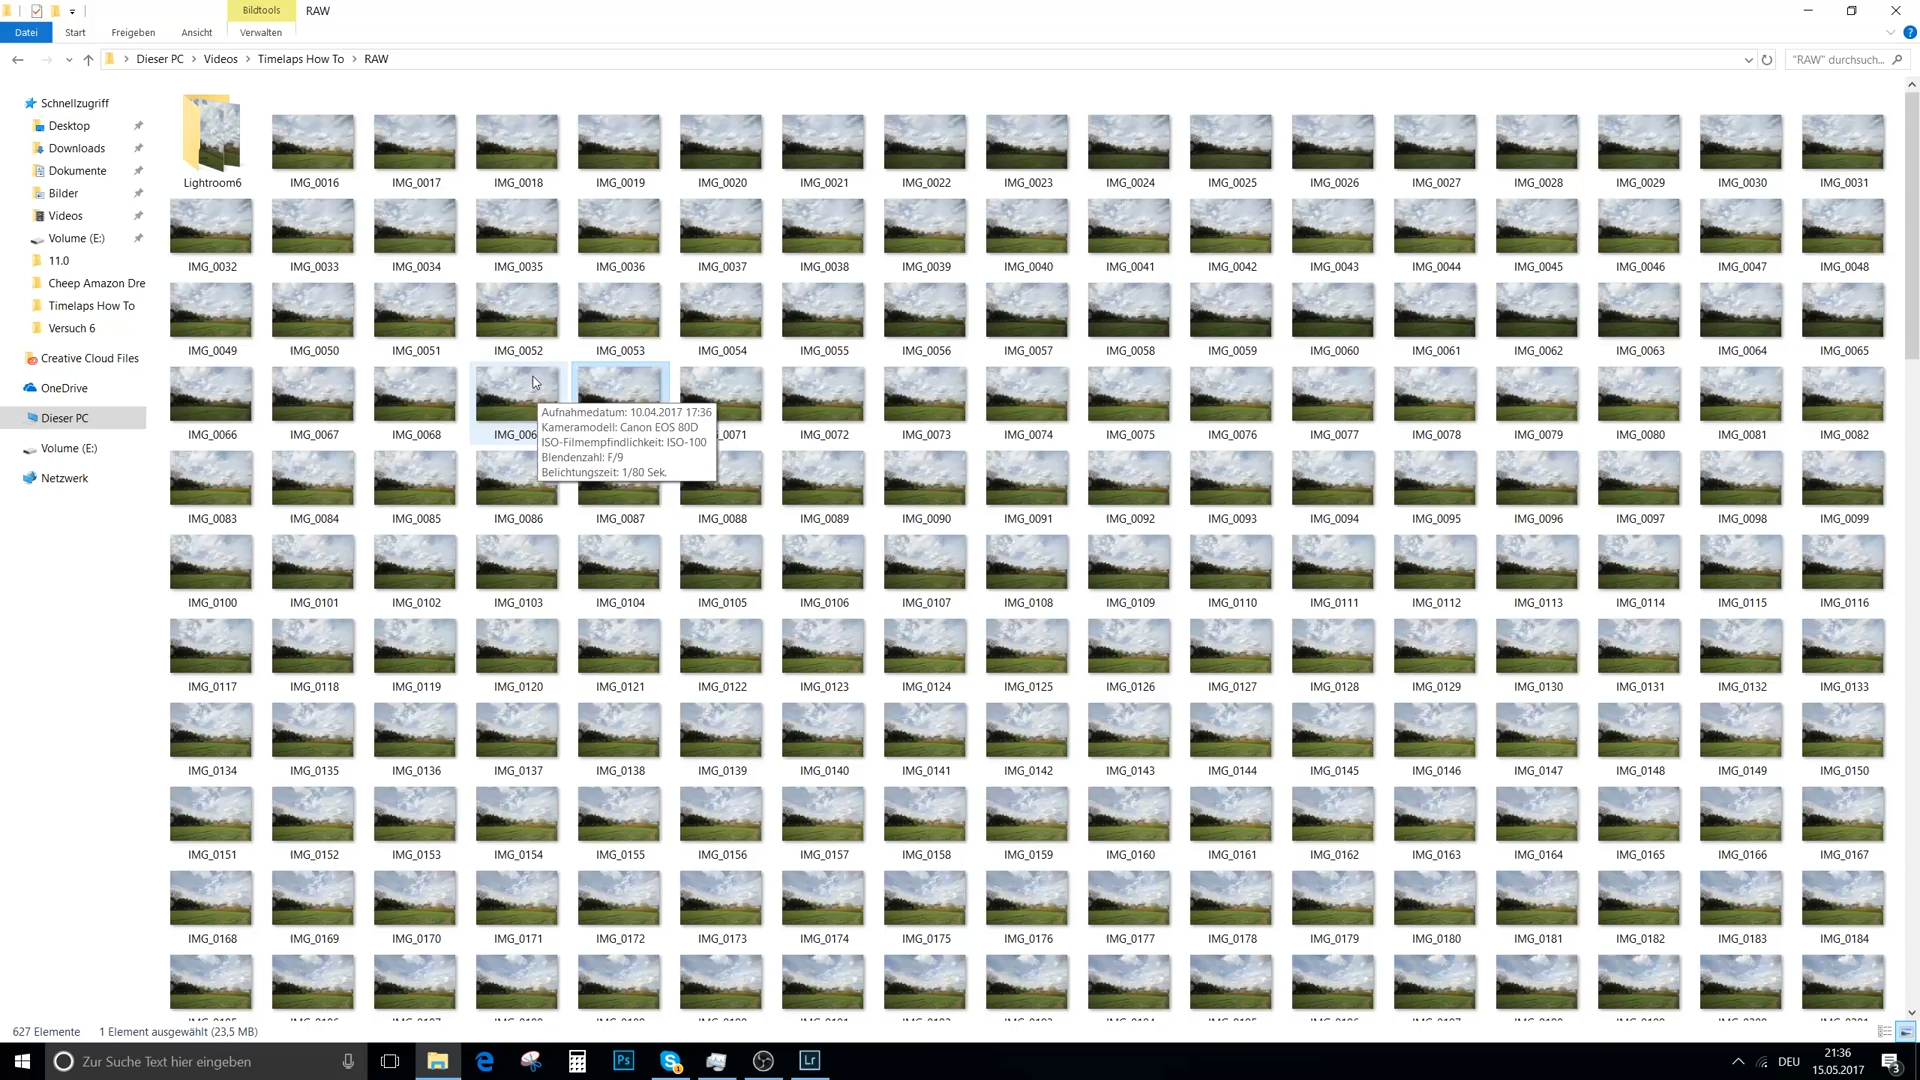 Bildtools
RAW
Datei
Start
Freigeben
Ansicht
Verwalten
Dieser PC
Videos
Timelaps How To
RAW
"RAW" durchsuch...
Schnellzugriff
Desktop
Downloads
Dokumente
Bilder
Videos
Volume (E:)
11.0
Cheep Amazon Dre
Timelaps How To
Versuch 6
Creative Cloud Files
OneDrive
Dieser PC
Volume (E:)
Netzwerk
Lightroom6 IMG_0016 IMG_0017 IMG_0018 IMG_0019 IMG_0020 IMG_0021 IMG_0022 IMG_0023 IMG_0024 IMG_0025 IMG_0026 IMG_0027 IMG_0028 IMG_0029 IMG_0030 IMG_0031
IMG_0032 IMG_0033 IMG_0034 IMG_0035 IMG_0036 IMG_0037 IMG_0038 IMG_0039 IMG_0040 IMG_0041 IMG_0042 IMG_0043 IMG_0044 IMG_0045 IMG_0046 IMG_0047 IMG_0048
IMG_0049 IMG_0050 IMG_0051 IMG_0052 IMG_0053 IMG_0054 IMG_0055 IMG_0056 IMG_0057 IMG_0058 IMG_0059 IMG_0060 IMG_0061 IMG_0062 IMG_0063 IMG_0064 IMG_0065
IMG_0066 IMG_0067 IMG_0068 IMG_006 _0071 IMG_0072 IMG_0073 IMG_0074 IMG_0075 IMG_0076 IMG_0077 IMG_0078 IMG_0079 IMG_0080 IMG_0081 IMG_0082
Aufnahmedatum: 10.04.2017 17:36
Kameramodell: Canon EOS 80D
ISO-Filmempfindlichkeit: ISO-100
Blendenzahl: F/9
Belichtungszeit: 1/80 Sek.
IMG_0083 IMG_0084 IMG_0085 IMG_0086 IMG_0087 IMG_0088 IMG_0089 IMG_0090 IMG_0091 IMG_0092 IMG_0093 IMG_0094 IMG_0095 IMG_0096 IMG_0097 IMG_0098 IMG_0099
IMG_0100 IMG_0101 IMG_0102 IMG_0103 IMG_0104 IMG_0105 IMG_0106 IMG_0107 IMG_0108 IMG_0109 IMG_0110 IMG_0111 IMG_0112 IMG_0113 IMG_0114 IMG_0115 IMG_0116
IMG_0117 IMG_0118 IMG_0119 IMG_0120 IMG_0121 IMG_0122 IMG_0123 IMG_0124 IMG_0125 IMG_0126 IMG_0127 IMG_0128 IMG_0129 IMG_0130 IMG_0131 IMG_0132 IMG_0133
IMG_0134 IMG_0135 IMG_0136 IMG_0137 IMG_0138 IMG_0139 IMG_0140 IMG_0141 IMG_0142 IMG_0143 IMG_0144 IMG_0145 IMG_0146 IMG_0147 IMG_0148 IMG_0149 IMG_0150
IMG_0151 IMG_0152 IMG_0153 IMG_0154 IMG_0155 IMG_0156 IMG_0157 IMG_0158 IMG_0159 IMG_0160 IMG_0161 IMG_0162 IMG_0163 IMG_0164 IMG_0165 IMG_0166 IMG_0167
IMG_0168 IMG_0169 IMG_0170 IMG_0171 IMG_0172 IMG_0173 IMG_0174 IMG_0175 IMG_0176 IMG_0177 IMG_0178 IMG_0179 IMG_0180 IMG_0181 IMG_0182 IMG_0183 IMG_0184
627 Elemente 1 Element ausgewählt (23,5 MB)
Zur Suche Text hier eingeben
Ps
Lr
DEU
21:36
15.05.2017
3